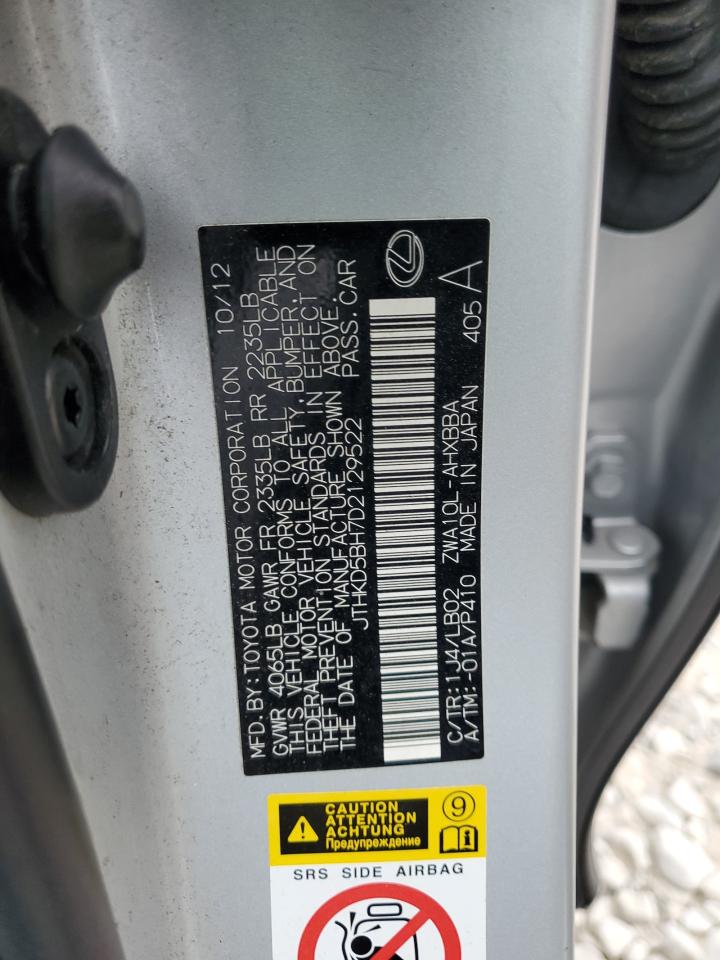 MFD.BY:TOYOTA MOTOR CORPORATION 10/12
GVWR 4065LB GAWR FR 2335LB RR 2235LB
THIS VEHICLE CONFORMS TO ALL APPLICABLE
FEDERAL MOTOR VEHICLE SAFETY, BUMPER, AND
THEFT PREVENTION STANDARDS IN EFFECT ON
THE DATE OF MANUFACTURE SHOWN ABOVE.
JTHKD5BH7D2129522 PASS. CAR
C/TR:1J4/LB02 ZWA10L-AHXBBA 405 A
A/TM:-01A/P410 MADE IN JAPAN
CAUTION
ATTENTION
ACHTUNG
Предупреждение
9
i
SRS SIDE AIRBAG